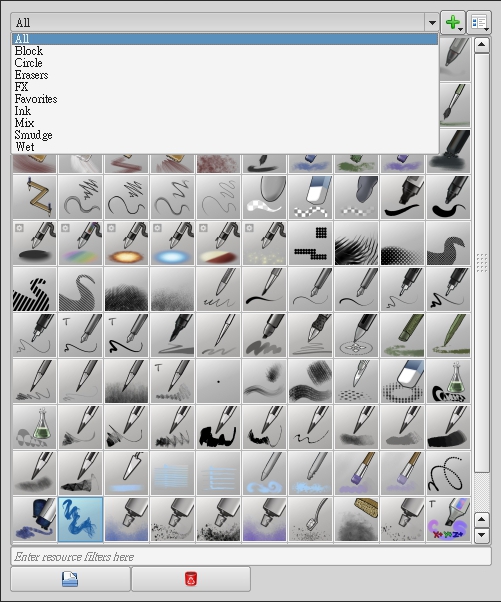 All
All
Block
Circle
Erasers
FX
Favorites
Ink
Mix
Smudge
Wet
T
T
T
T
T
X+Y+Z+
Enter resource filters here